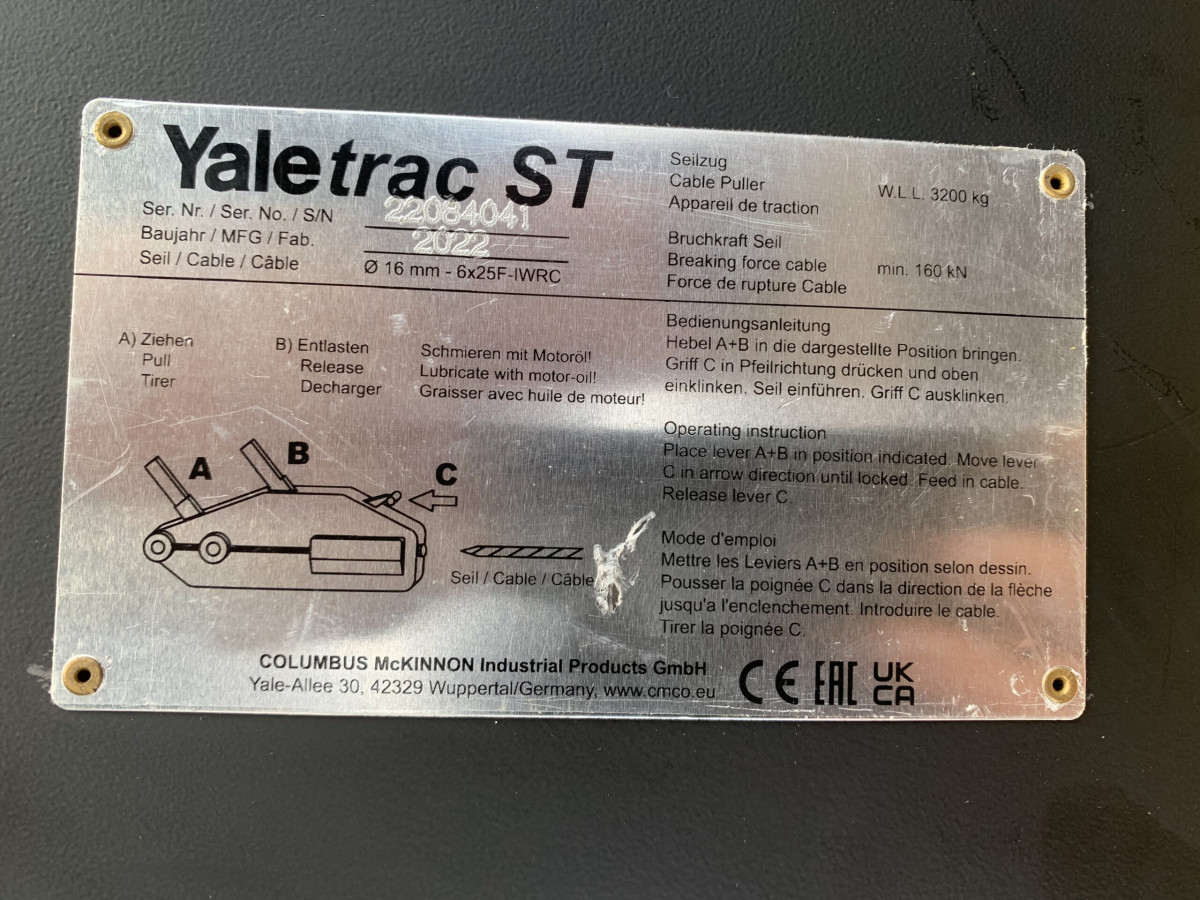 Yaletrac ST
Ser. Nr. / Ser. No. / S/N 22084041
Baujahr / MFG / Fab. 2022
Seil / Cable / Câble Ø 16 mm - 6x25F-IWRC
Seilzug
Cable Puller W.L.L. 3200 kg
Appareil de traction
Bruchkraft Seil
Breaking force cable min. 160 kN
Force de rupture Cable
A) Ziehen
Pull
Tirer
B) Entlasten
Release
Decharger
Schmieren mit Motoröl!
Lubricate with motor-oil!
Graisser avec huile de moteur!
A
B
C
Seil / Cable / Câble
Bedienungsanleitung
Hebel A+B in die dargestellte Position bringen.
Griff C in Pfeilrichtung drücken und oben
einklinken. Seil einführen. Griff C ausklinken.
Operating instruction
Place lever A+B in position indicated. Move lever
C in arrow direction until locked. Feed in cable.
Release lever C.
Mode d'emploi
Mettre les Leviers A+B en position selon dessin.
Pousser la poignée C dans la direction de la flèche
jusqu'a l'enclenchement. Introduire le cable.
Tirer la poignée C.
COLUMBUS McKINNON Industrial Products GmbH
Yale-Allee 30, 42329 Wuppertal/Germany, www.cmco.eu
CE EAC UK
CA